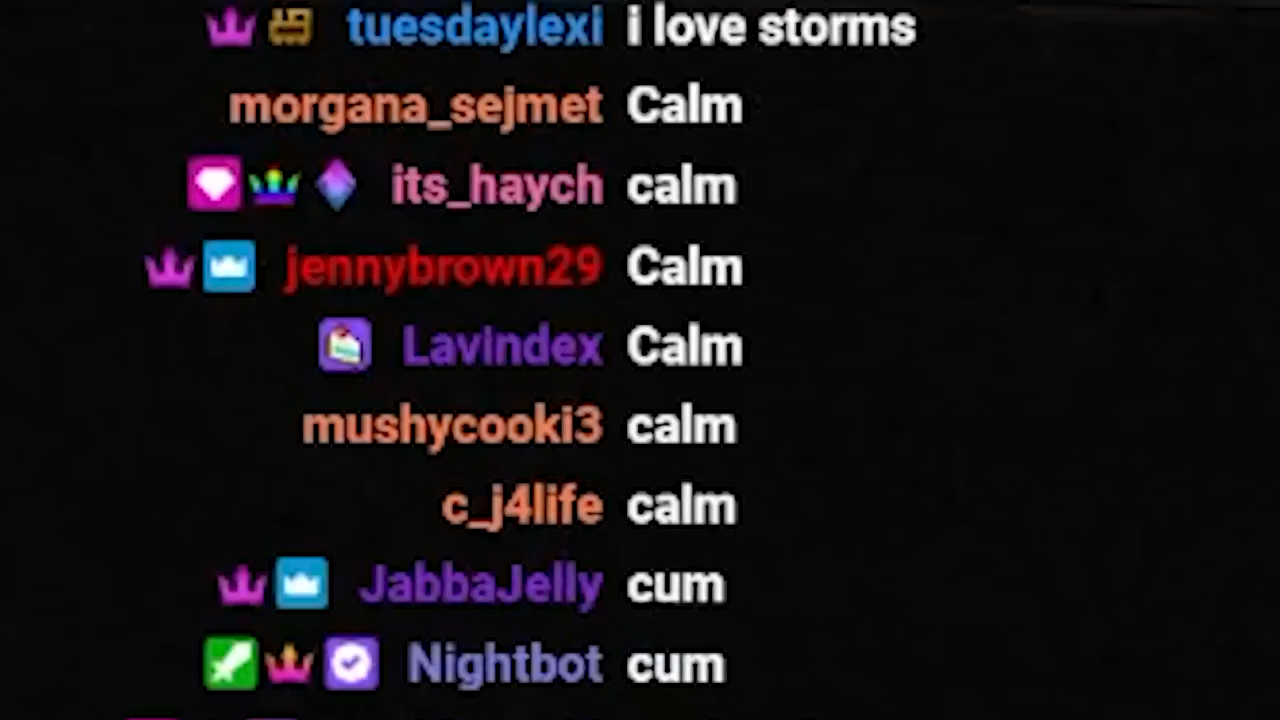 tuesdaylexi i love storms
morgana_sejmet Calm
its_haych calm
jennybrown29 Calm
Lavindex Calm
mushycooki3 calm
c_j4life calm
JabbaJelly cum
Nightbot cum